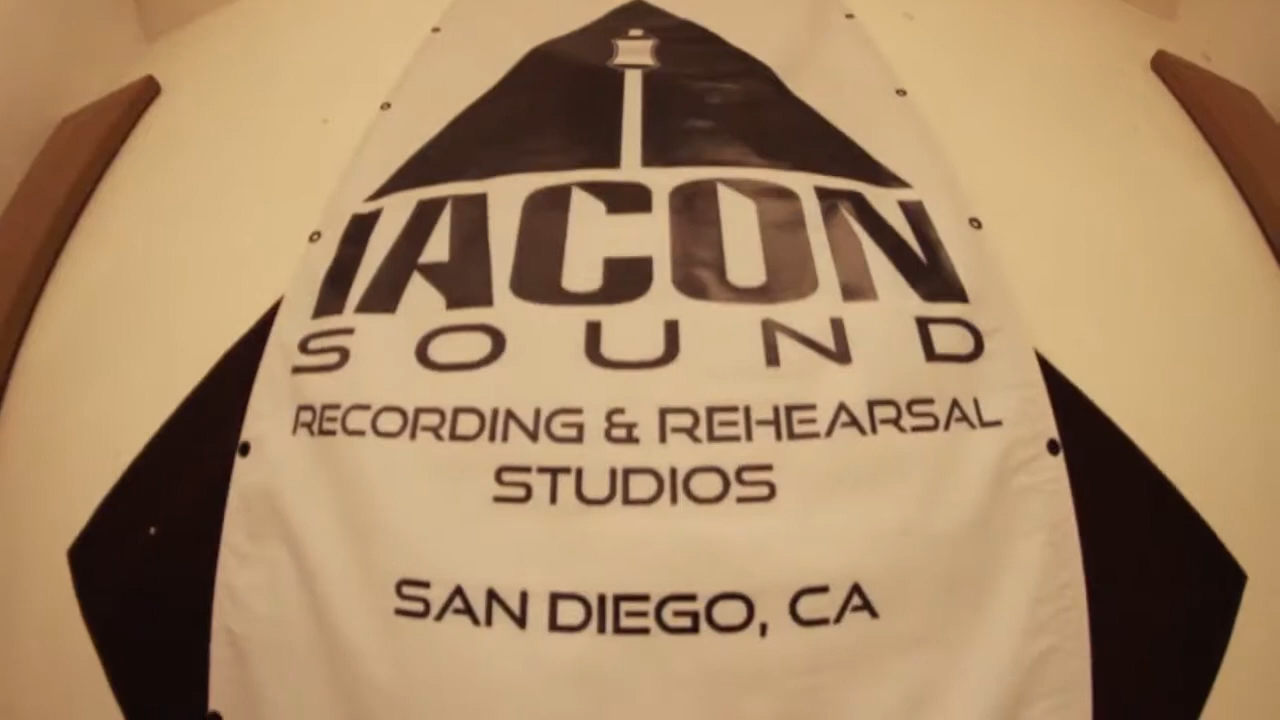 IACON
SOUND
RECORDING & REHEARSAL
STUDIOS
SAN DIEGO, CA